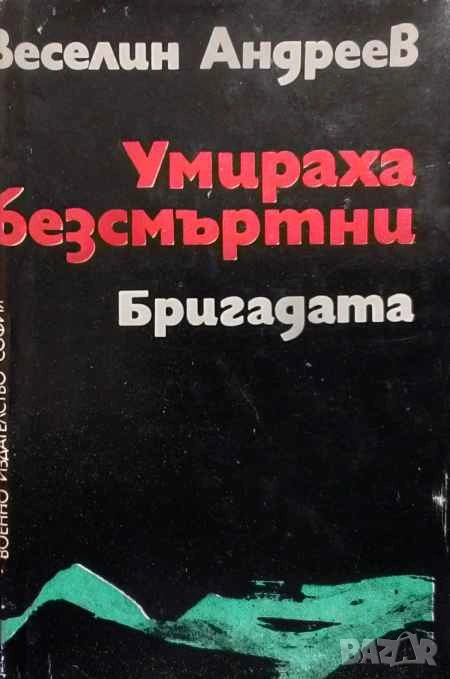 Веселин Андреев
Умираха
безсмъртни
Бригадата
ВОЕННО ИЗДАТЕЛСТВО СОФИЯ
BAZAR